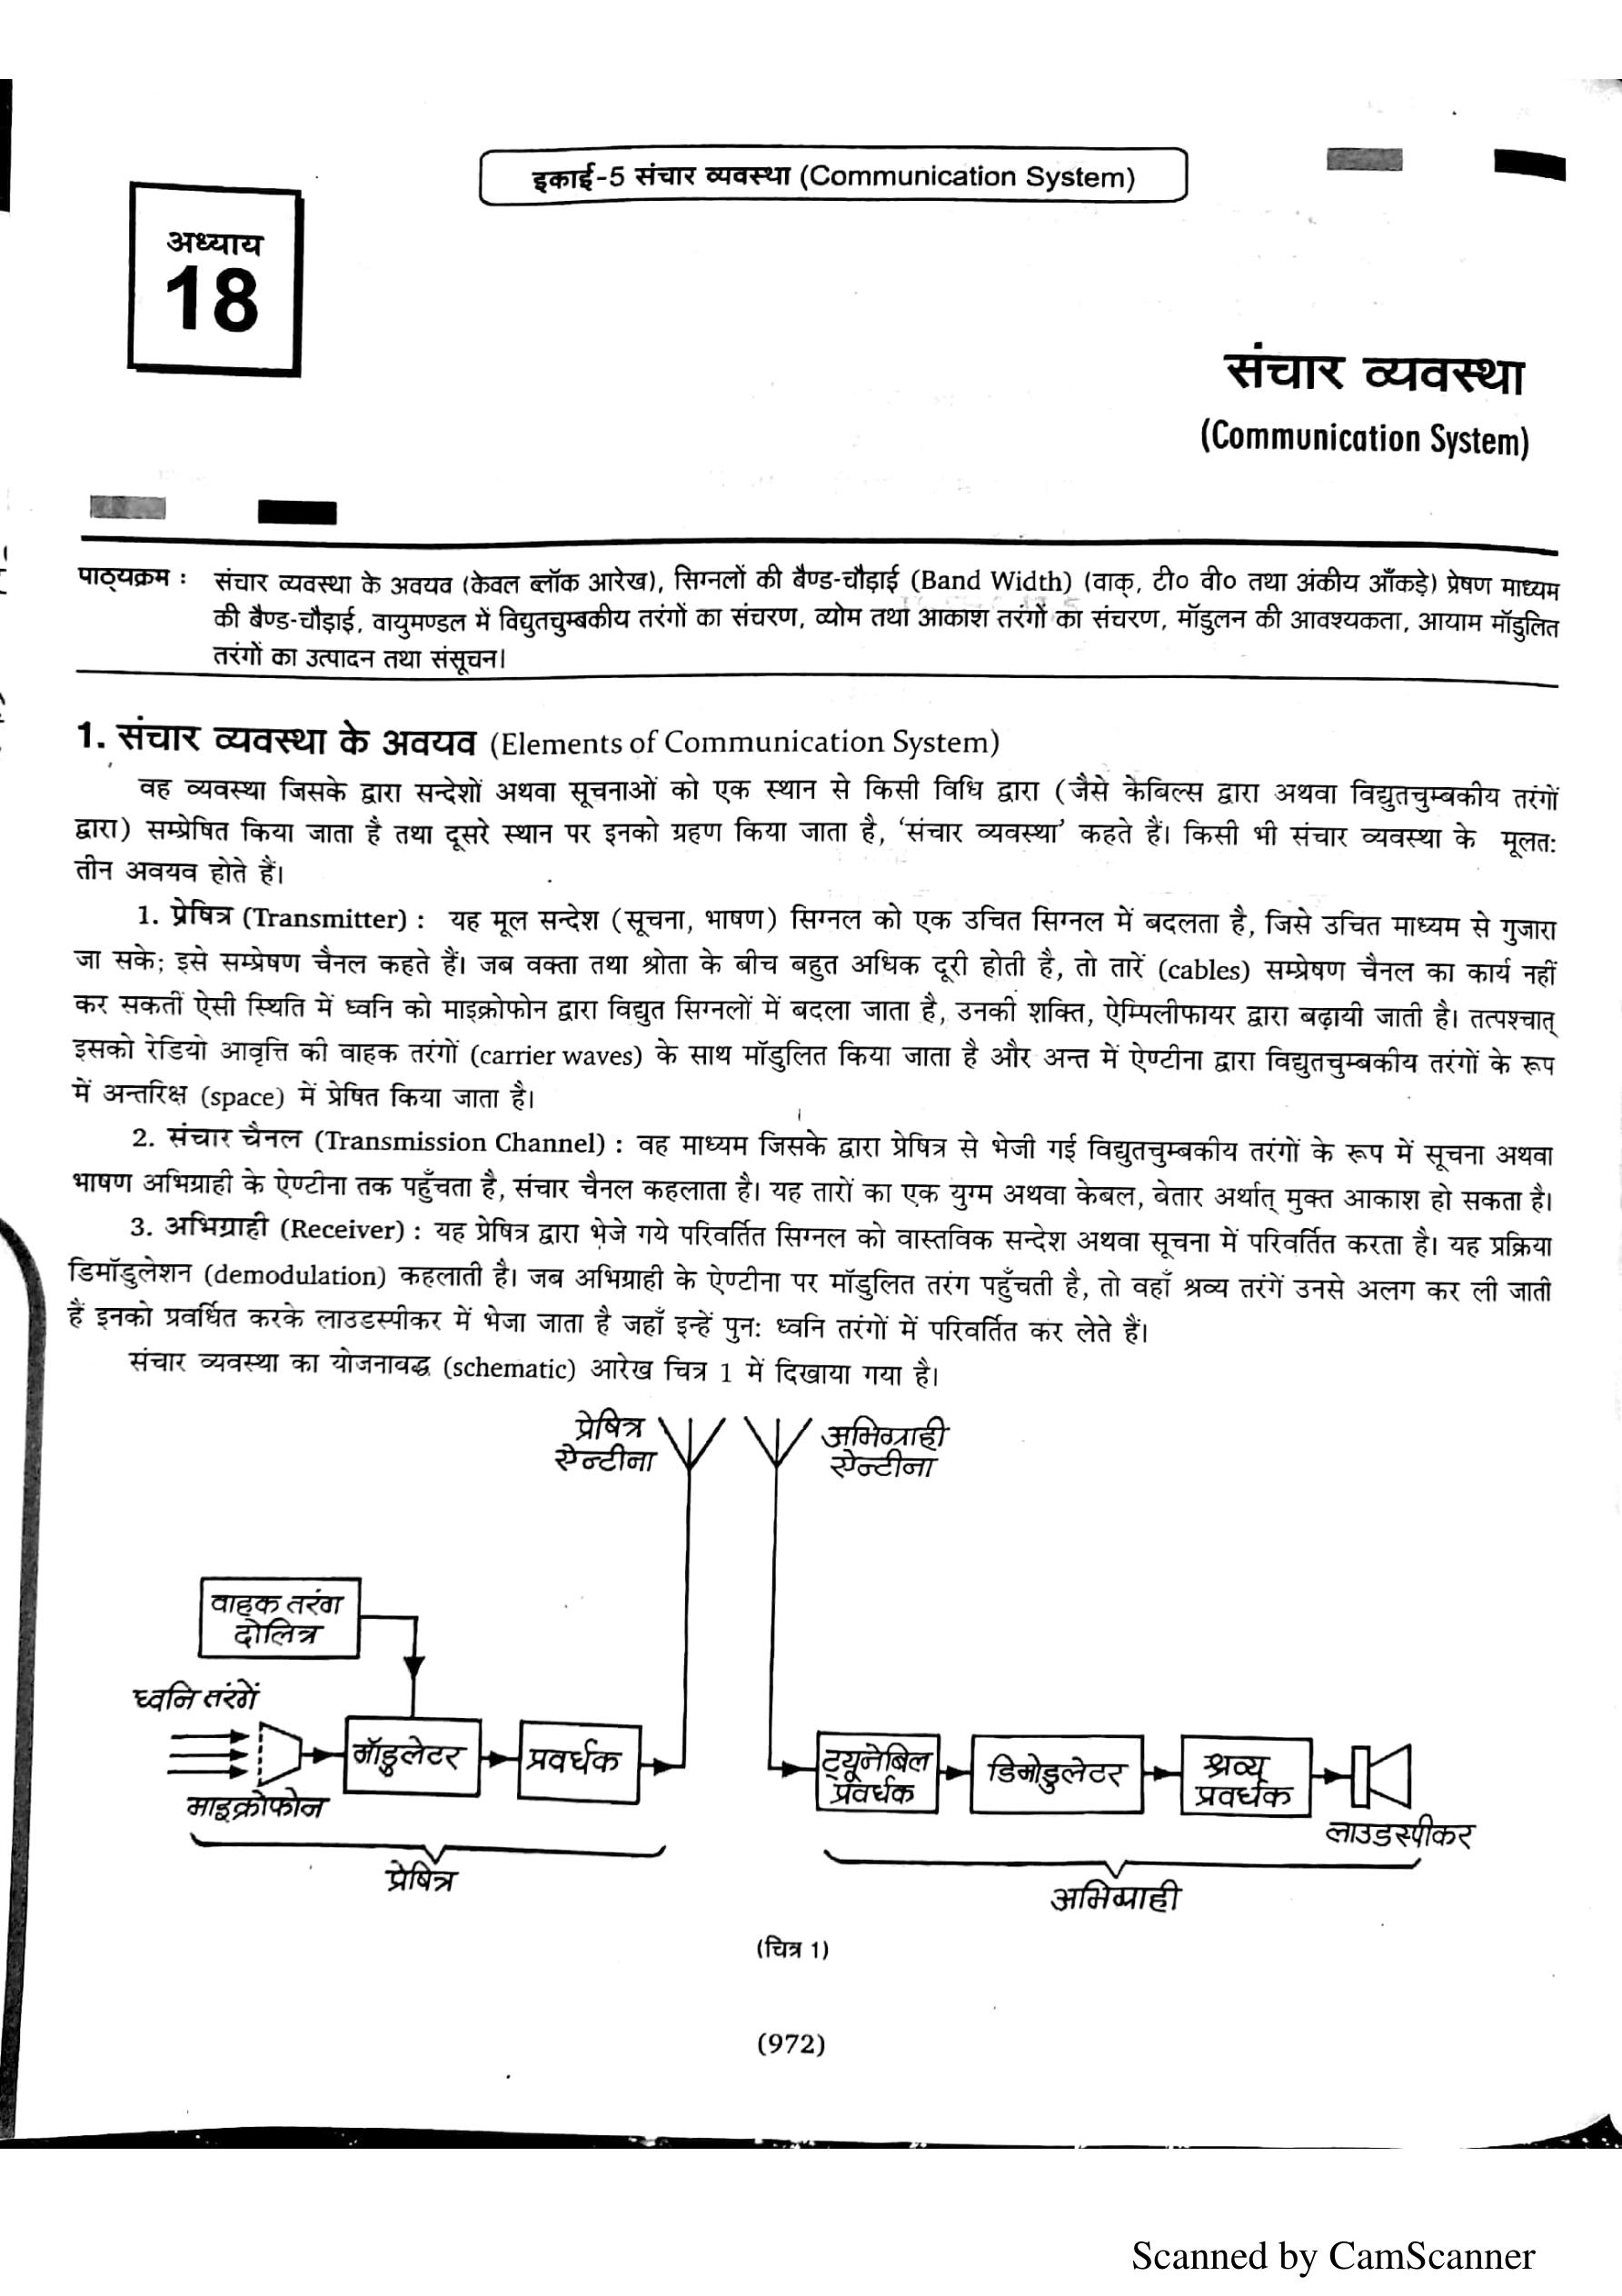 इकाई-5 संचार व्यवस्था (Communication System)
अध्याय
18
संचार व्यवस्था
(Communication System)
पाठ्यक्रम : संचार व्यवस्था के अवयव (केवल ब्लॉक आरेख), सिग्नलों की बैण्ड-चौड़ाई (Band Width) (वाक्, टी० वी० तथा अंकीय आँकड़े) प्रेषण माध्यम
की बैण्ड-चौड़ाई, वायुमण्डल में विद्युतचुम्बकीय तरंगों का संचरण, व्योम तथा आकाश तरंगों का संचरण, मॉडुलन की आवश्यकता, आयाम मॉडुलित
तरंगों का उत्पादन तथा संसूचन।
1. संचार व्यवस्था के अवयव (Elements of Communication System)
वह व्यवस्था जिसके द्वारा सन्देशों अथवा सूचनाओं को एक स्थान से किसी विधि द्वारा (जैसे केबिल्स द्वारा अथवा विद्युतचुम्बकीय तरंगों
द्वारा) सम्प्रेषित किया जाता है तथा दूसरे स्थान पर इनको ग्रहण किया जाता है, ‘संचार व्यवस्था’ कहते हैं। किसी भी संचार व्यवस्था के मूलत:
तीन अवयव होते हैं।
1. प्रेषित्र (Transmitter) : यह मूल सन्देश (सूचना, भाषण) सिग्नल को एक उचित सिग्नल में बदलता है, जिसे उचित माध्यम से गुजारा
जा सके; इसे सम्प्रेषण चैनल कहते हैं। जब वक्ता तथा श्रोता के बीच बहुत अधिक दूरी होती है, तो तारें (cables) सम्प्रेषण चैनल का कार्य नहीं
कर सकतीं ऐसी स्थिति में ध्वनि को माइक्रोफोन द्वारा विद्युत सिग्नलों में बदला जाता है, उनकी शक्ति, ऐम्पिलीफायर द्वारा बढ़ायी जाती है। तत्पश्चात्
इसको रेडियो आवृत्ति की वाहक तरंगों (carrier waves) के साथ मॉडुलित किया जाता है और अन्त में ऐण्टीना द्वारा विद्युतचुम्बकीय तरंगों के रूप
में अन्तरिक्ष (space) में प्रेषित किया जाता है।
2. संचार चैनल (Transmission Channel) : वह माध्यम जिसके द्वारा प्रेषित्र से भेजी गई विद्युतचुम्बकीय तरंगों के रूप में सूचना अथवा
भाषण अभिग्राही के ऐण्टीना तक पहुँचता है, संचार चैनल कहलाता है। यह तारों का एक युग्म अथवा केबल, बेतार अर्थात् मुक्त आकाश हो सकता है।
3. अभिग्राही (Receiver) : यह प्रेषित्र द्वारा भेजे गये परिवर्तित सिग्नल को वास्तविक सन्देश अथवा सूचना में परिवर्तित करता है। यह प्रक्रिया
डिमॉडुलेशन (demodulation) कहलाती है। जब अभिग्राही के ऐण्टीना पर मॉडुलित तरंग पहुँचती है, तो वहाँ श्रव्य तरंगें उनसे अलग कर ली जाती
हैं इनको प्रवर्धित करके लाउडस्पीकर में भेजा जाता है जहाँ इन्हें पुन: ध्वनि तरंगों में परिवर्तित कर लेते हैं।
संचार व्यवस्था का योजनाबद्ध (schematic) आरेख चित्र 1 में दिखाया गया है।
प्रेषित्र
ऐन्टीना
अभिग्राही
ऐन्टीना
वाहक तरंग
दोलित्र
ध्वनि तरंगें
माइक्रोफोन
मॉडुलेटर
प्रवर्धक
ट्यूनेबिल
प्रवर्धक
डिमोडुलेटर
श्रव्य
प्रवर्धक
लाउडस्पीकर
प्रेषित्र
अभिग्राही
(चित्र 1)
(972)
Scanned by CamScanner